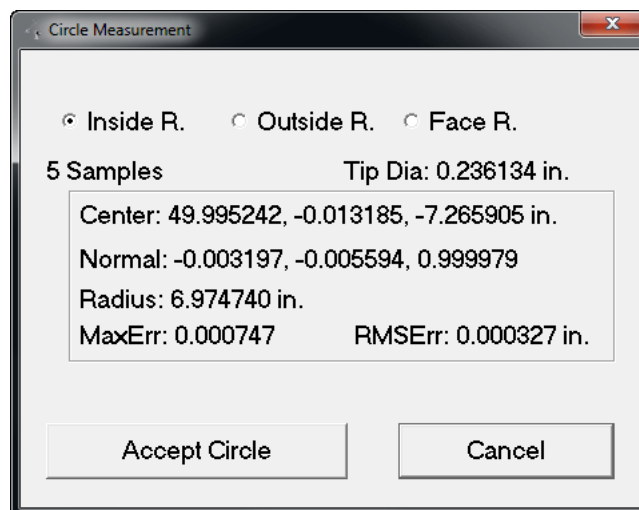 Circle Measurement
Inside R. Outside R. Face R.
5 Samples Tip Dia: 0.236134 in.
Center: 49.995242, -0.013185, -7.265905 in.
Normal: -0.003197, -0.005594, 0.999979
Radius: 6.974740 in.
MaxErr: 0.000747 RMSErr: 0.000327 in.
Accept Circle Cancel